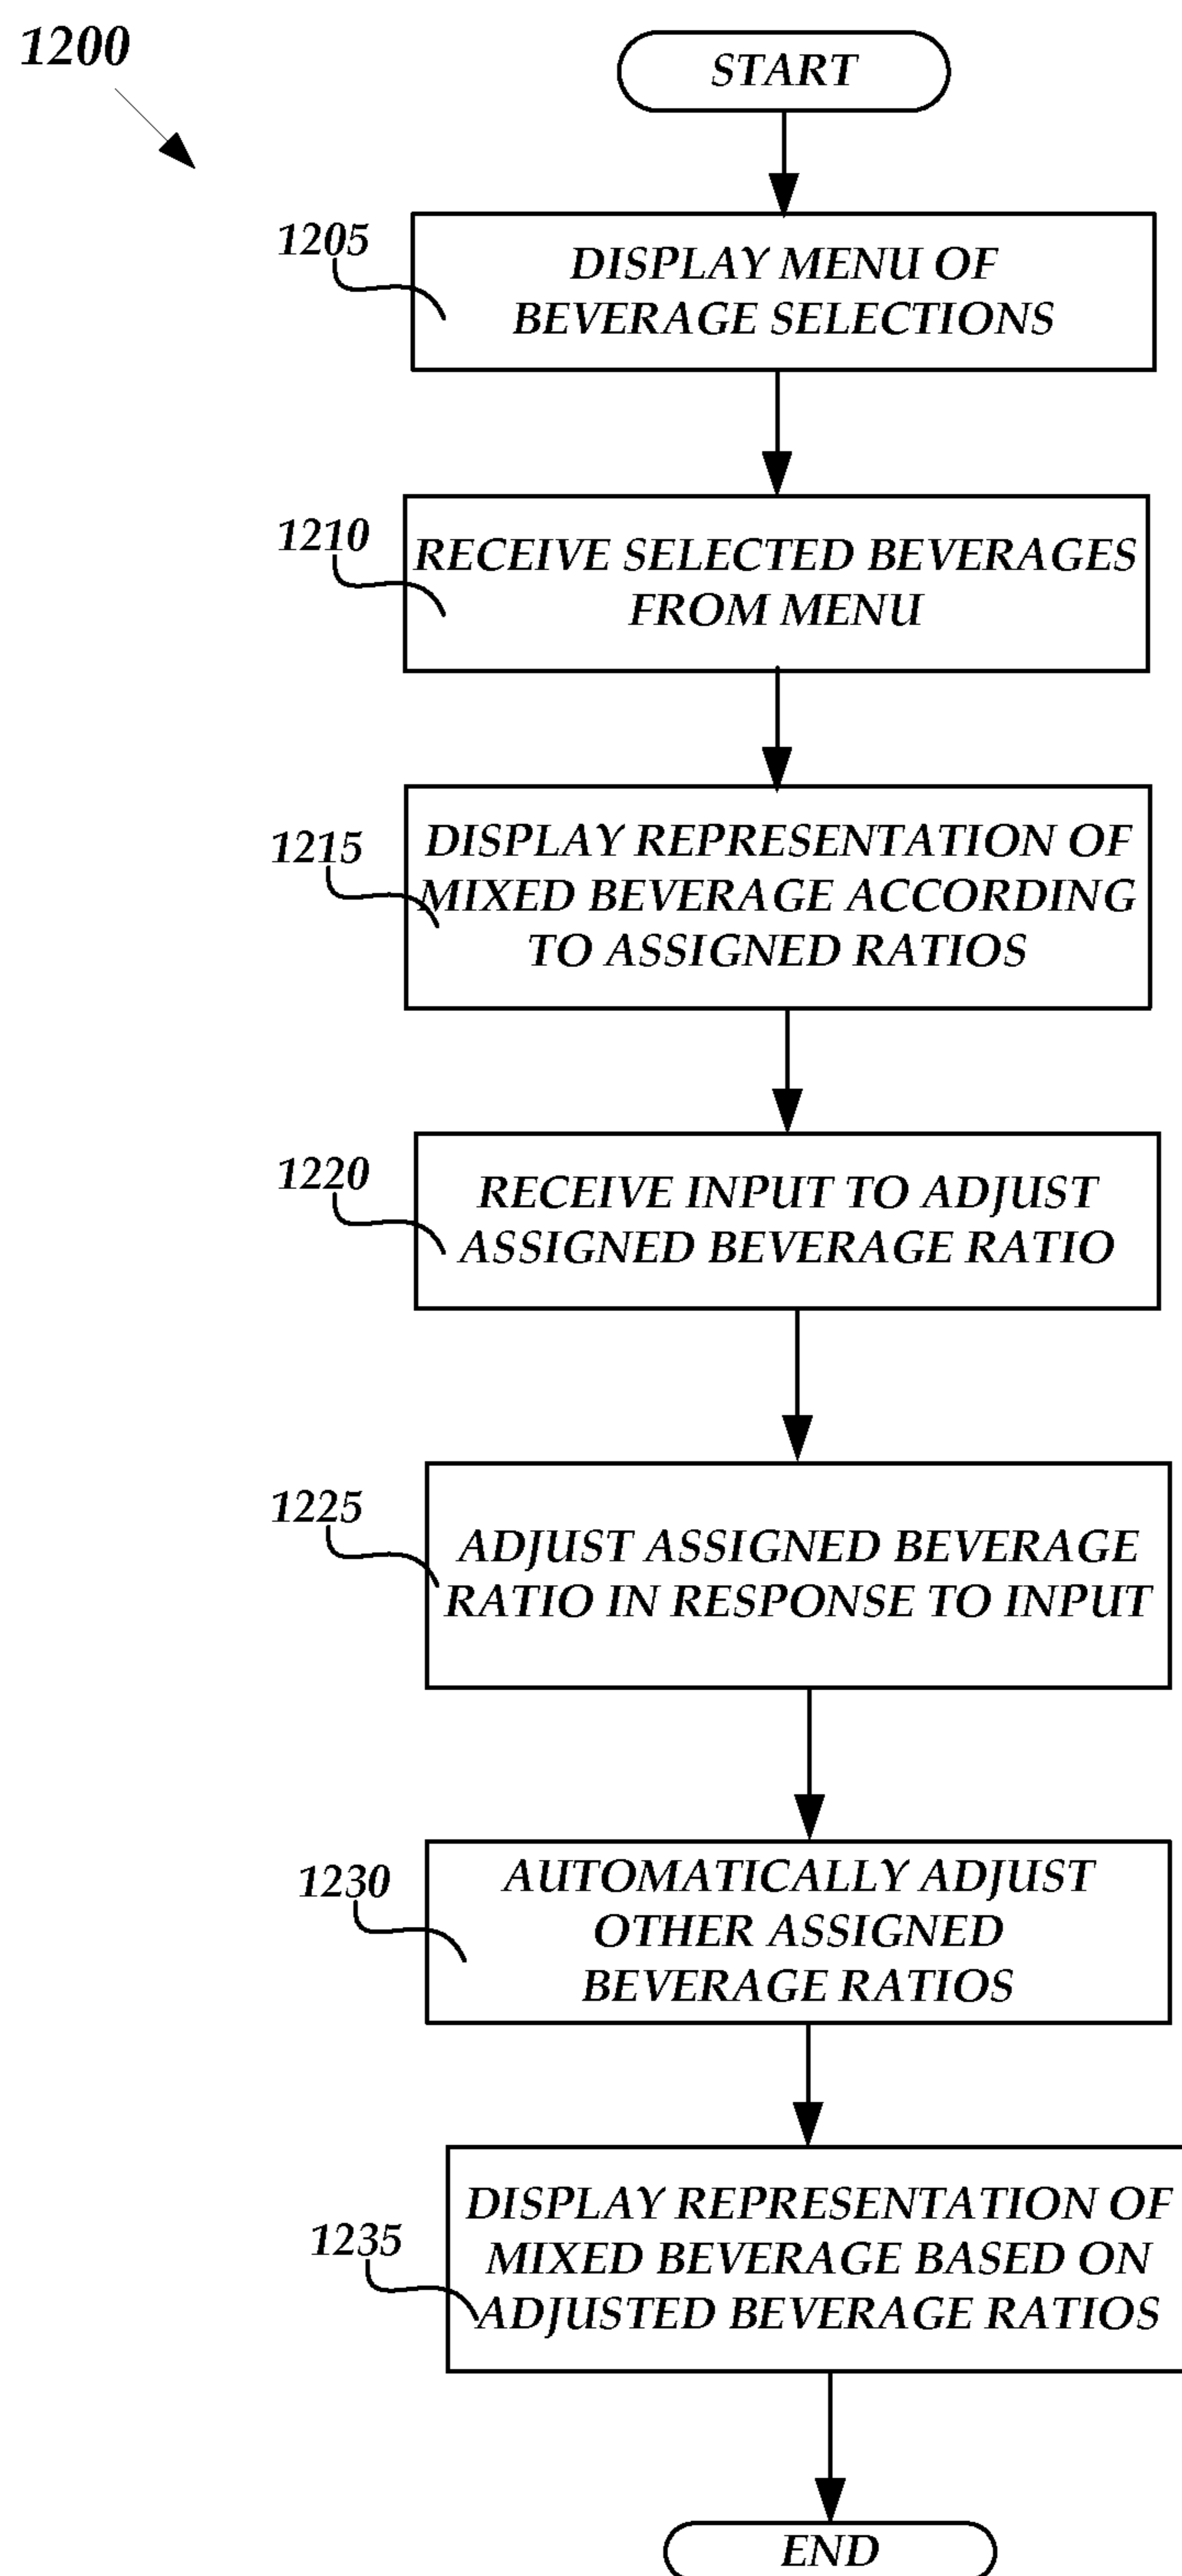 1200
START
1205
DISPLAY MENU OF
BEVERAGE SELECTIONS
1210
RECEIVE SELECTED BEVERAGES
FROM MENU
1215
DISPLAY REPRESENTATION OF
MIXED BEVERAGE ACCORDING
TO ASSIGNED RATIOS
1220
RECEIVE INPUT TO ADJUST
ASSIGNED BEVERAGE RATIO
1225
ADJUST ASSIGNED BEVERAGE
RATIO IN RESPONSE TO INPUT
1230
AUTOMATICALLY ADJUST
OTHER ASSIGNED
BEVERAGE RATIOS
1235
DISPLAY REPRESENTATION OF
MIXED BEVERAGE BASED ON
ADJUSTED BEVERAGE RATIOS
END